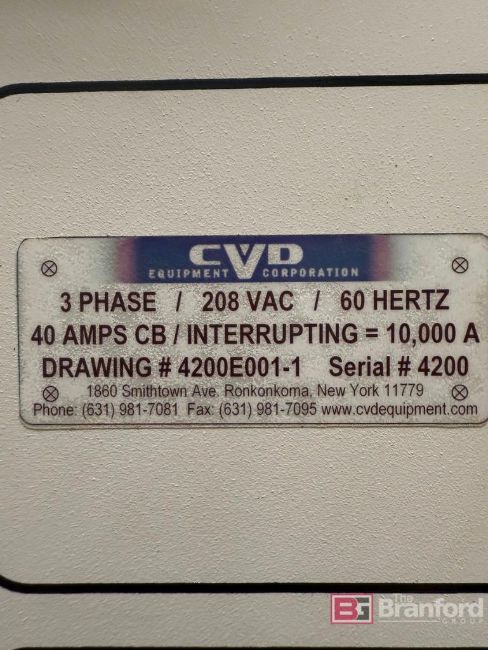 CVD
EQUIPMENT CORPORATION
3 PHASE / 208 VAC / 60 HERTZ
40 AMPS CB / INTERRUPTING = 10,000 A
DRAWING # 4200E001-1 Serial # 4200
1860 Smithtown Ave. Ronkonkoma, New York 11779
Phone: (631) 981-7081 Fax: (631) 981-7095 www.cvdequipment.com
BG The Branford
GROUP